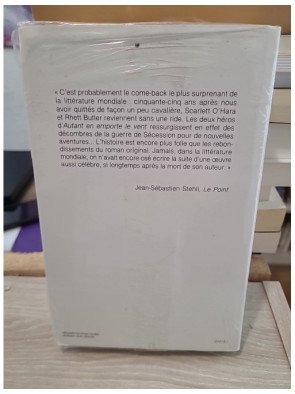 « C'est probablement le come-back le plus surprenant de
la littérature mondiale : cinquante-cinq ans après nous
avoir quittés de façon un peu cavalière, Scarlett O'Hara
et Rhett Butler reviennent sans une ride. Les deux héros
d'Autant en emporte le vent ressurgissent en effet des
décombres de la guerre de Sécession pour de nouvelles
aventures... L'histoire est encore plus folle que les rebon-
dissements du roman original. Jamais, dans la littérature
mondiale, on n'avait encore osé écrire la suite d'une œuvre
aussi célèbre, si longtemps après la mort de son auteur. »
Jean-Sébastien Stehli, Le Point